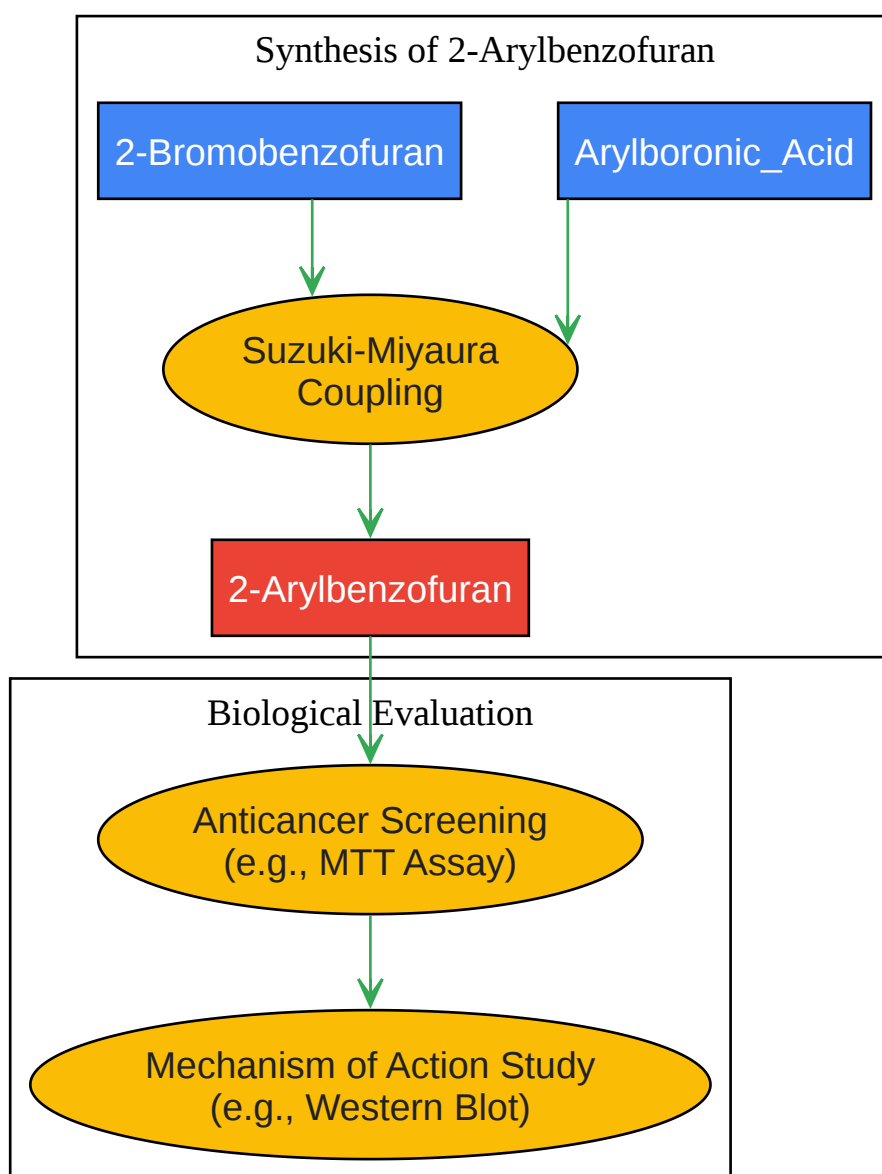 Synthesis of 2-Arylbenzofuran
2-Bromobenzofuran
Arylboronic_Acid
Suzuki-Miyaura
Coupling
2-Arylbenzofuran
Biological Evaluation
Anticancer Screening
(e.g., MTT Assay)
Mechanism of Action Study
(e.g., Western Blot)